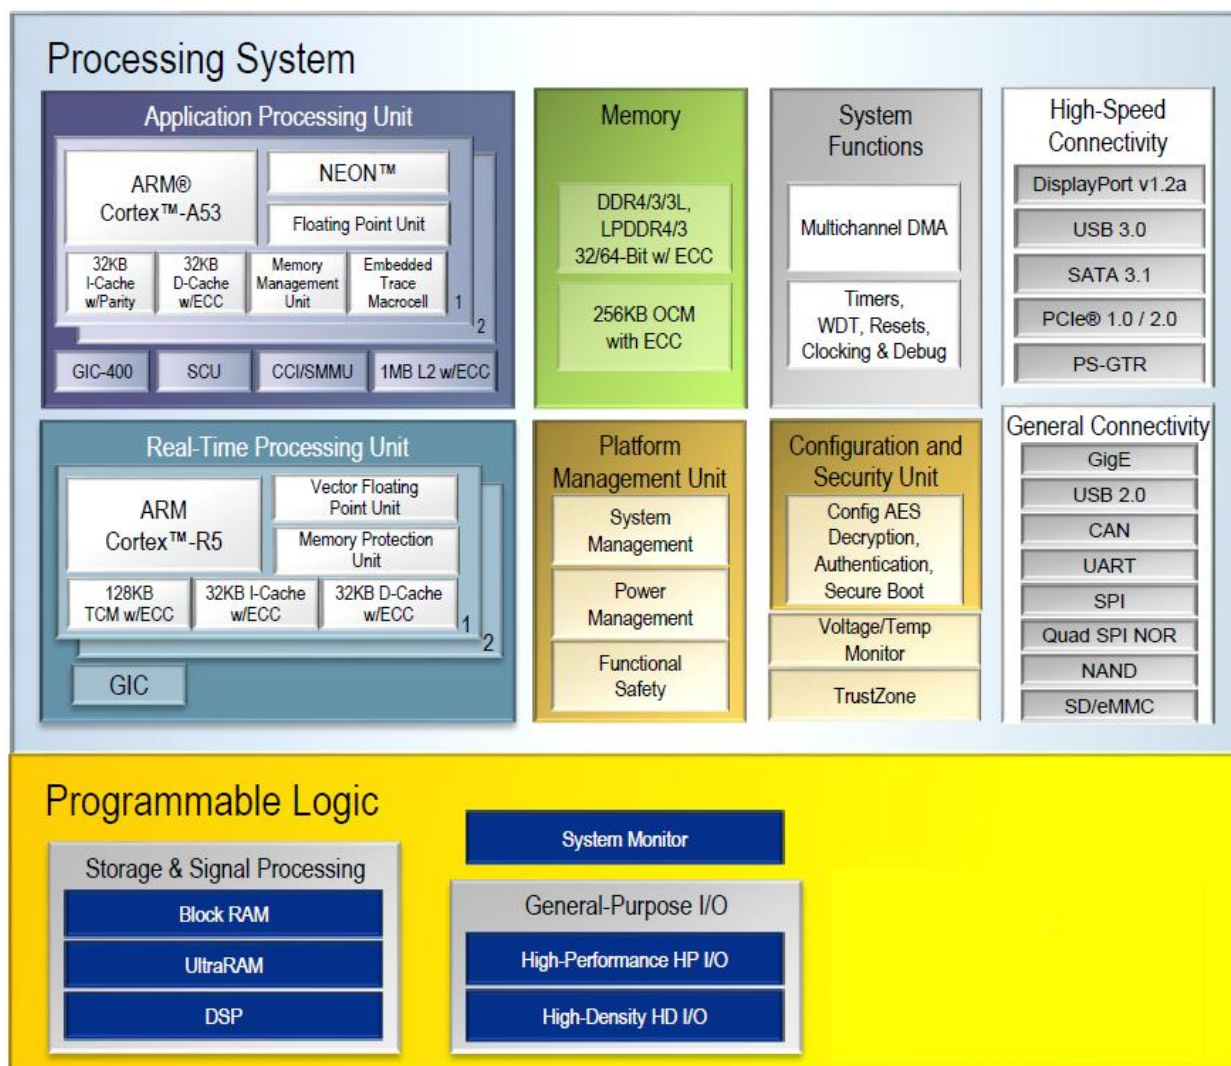 Processing System
Application Processing Unit
ARM®
Cortex™-A53
NEON™
Floating Point Unit
32KB
I-Cache
w/Parity
32KB
D-Cache
w/ECC
Memory
Management
Unit
Embedded
Trace
Macrocell
1
2
GIC-400
SCU
CCI/SMMU
1MB L2 w/ECC
Memory
DDR4/3/3L,
LPDDR4/3
32/64-Bit w/ ECC
256KB OCM
with ECC
System
Functions
Multichannel DMA
Timers,
WDT, Resets,
Clocking & Debug
High-Speed
Connectivity
DisplayPort v1.2a
USB 3.0
SATA 3.1
PCIe® 1.0 / 2.0
PS-GTR
Real-Time Processing Unit
ARM
Cortex™-R5
Vector Floating
Point Unit
Memory Protection
Unit
128KB
TCM w/ECC
32KB I-Cache
w/ECC
32KB D-Cache
w/ECC
1
2
GIC
Platform
Management Unit
System
Management
Power
Management
Functional
Safety
Configuration and
Security Unit
Config AES
Decryption,
Authentication,
Secure Boot
Voltage/Temp
Monitor
TrustZone
General Connectivity
GigE
USB 2.0
CAN
UART
SPI
Quad SPI NOR
NAND
SD/eMMC
Programmable Logic
Storage & Signal Processing
Block RAM
UltraRAM
DSP
System Monitor
General-Purpose I/O
High-Performance HP I/O
High-Density HD I/O